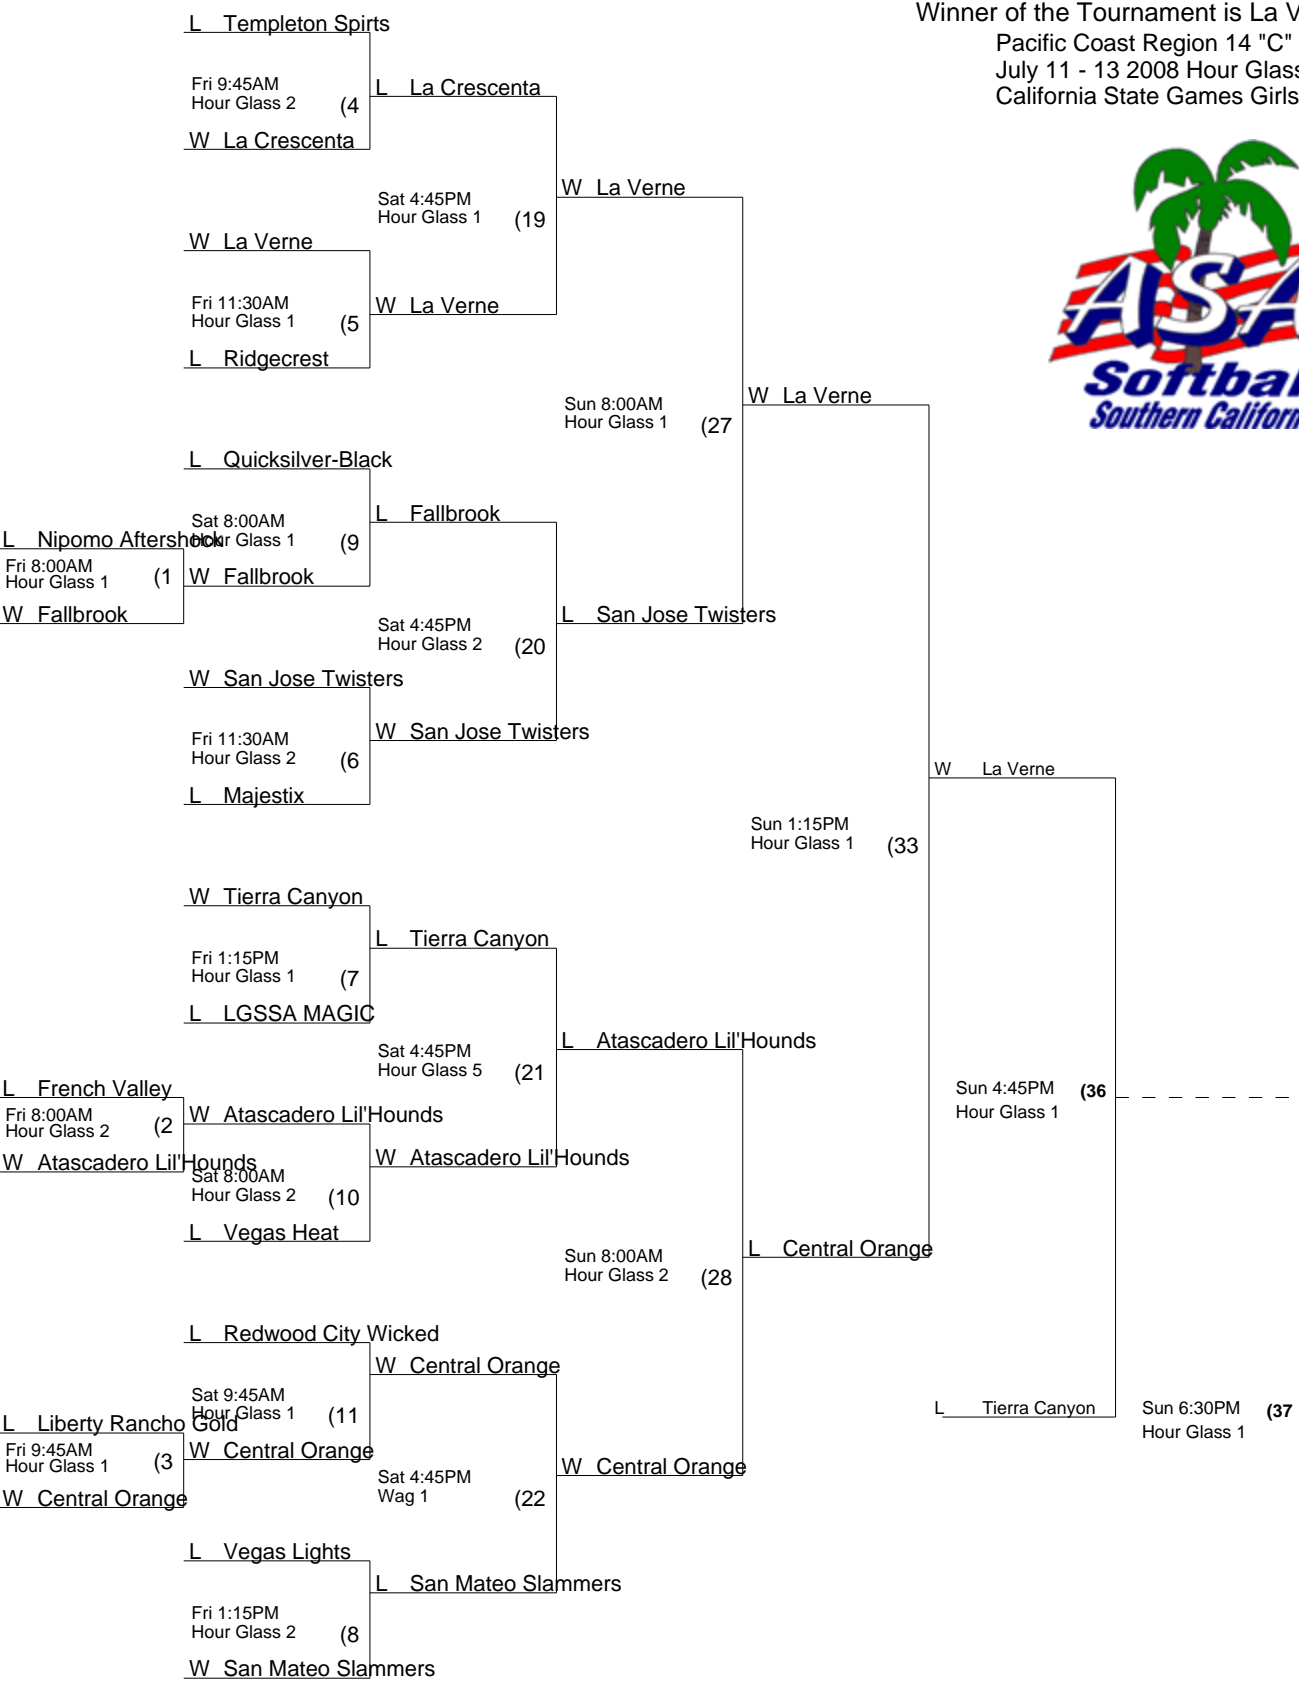 Winner of the Tournament is La V
Pacific Coast Region 14 "C"
July 11 - 13 2008 Hour Glass
California State Games Girls
ASA
Softbal
Southern Californ
L Templeton Spirts
Fri 9:45AM
Hour Glass 2 (4
L La Crescenta
W La Crescenta
Sat 4:45PM
Hour Glass 1 (19
W La Verne
W La Verne
Fri 11:30AM
Hour Glass 1 (5
W La Verne
L Ridgecrest
Sun 8:00AM
Hour Glass 1 (27
W La Verne
L Quicksilver-Black
Sat 8:00AM
Hour Glass 1 (9
L Fallbrook
L Nipomo Aftershock
Fri 8:00AM
Hour Glass 1 (1
W Fallbrook
W Fallbrook
Sat 4:45PM
Hour Glass 2 (20
L San Jose Twisters
W San Jose Twisters
Fri 11:30AM
Hour Glass 2 (6
W San Jose Twisters
L Majestix
W La Verne
Sun 1:15PM
Hour Glass 1 (33
W Tierra Canyon
Fri 1:15PM
Hour Glass 1 (7
L Tierra Canyon
L LGSSA MAGIC
Sat 4:45PM
Hour Glass 5 (21
L Atascadero Lil'Hounds
L French Valley
Fri 8:00AM
Hour Glass 2 (2
W Atascadero Lil'Hounds
W Atascadero Lil'Hounds
Sat 8:00AM
Hour Glass 2 (10
W Atascadero Lil'Hounds
L Vegas Heat
Sun 4:45PM (36
Hour Glass 1
Sun 8:00AM
Hour Glass 2 (28
L Central Orange
L Redwood City Wicked
Sat 9:45AM
Hour Glass 1 (11
W Central Orange
L Liberty Rancho Gold
Fri 9:45AM
Hour Glass 1 (3
W Central Orange
W Central Orange
Sat 4:45PM
Wag 1 (22
W Central Orange
L Tierra Canyon
Sun 6:30PM (37
Hour Glass 1
L Vegas Lights
Fri 1:15PM
Hour Glass 2 (8
L San Mateo Slammers
W San Mateo Slammers